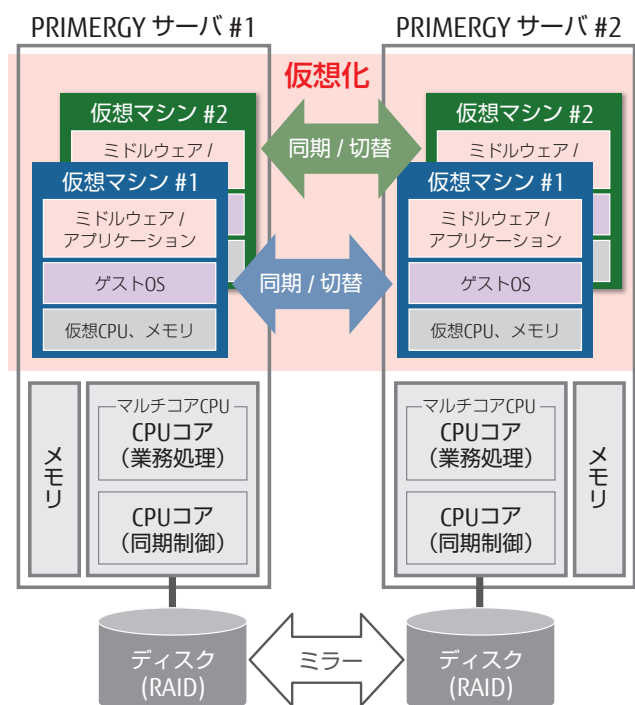 PRIMERGY サーバ #1
PRIMERGY サーバ #2
仮想化
仮想マシン #2
ミドルウェア /
仮想マシン #1
ミドルウェア /
アプリケーション
ゲストOS
仮想CPU、メモリ
同期 / 切替
同期 / 切替
仮想マシン #2
ミドルウェア /
仮想マシン #1
ミドルウェア /
アプリケーション
ゲストOS
仮想CPU、メモリ
メモリ
マルチコアCPU
CPUコア
(業務処理)
CPUコア
(同期制御)
マルチコアCPU
CPUコア
(業務処理)
CPUコア
(同期制御)
メモリ
ディスク
(RAID)
ミラー
ディスク
(RAID)